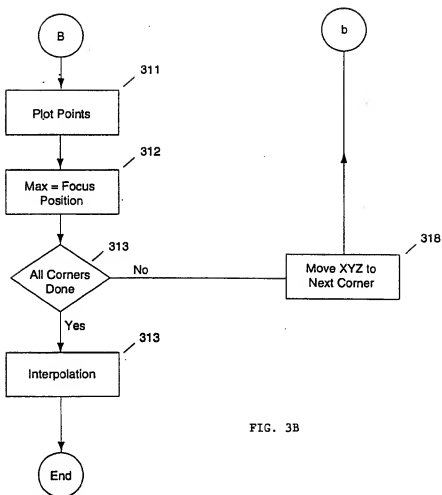 B
b
311
Plot Points
312
Max = Focus
Position
313
All Corners
Done
No
318
Move XYZ to
Next Corner
Yes
313
Interpolation
FIG. 3B
End